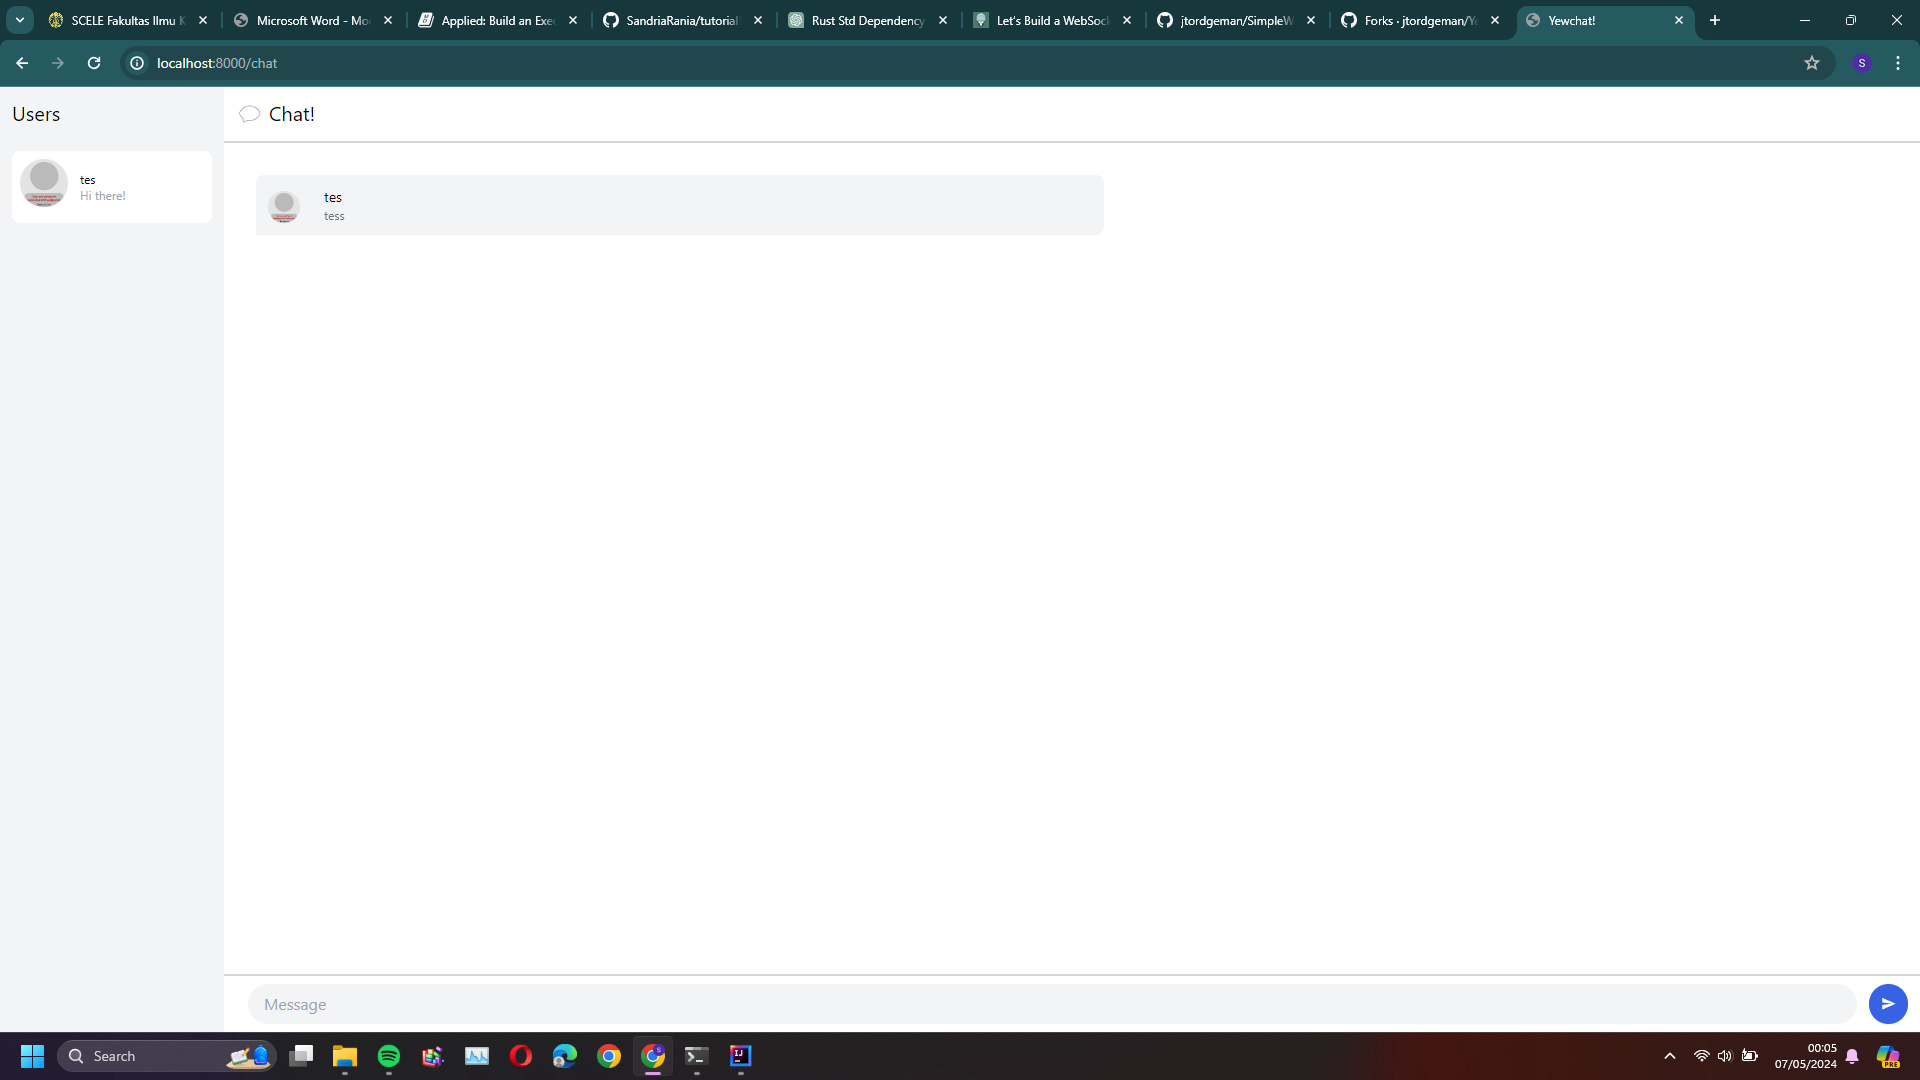 SCELE Fakultas Ilmu K
Microsoft Word - Mo
Applied: Build an Exe
SandriaRania/tutorial
Rust Std Dependency
Let's Build a WebSock
jtordgeman/SimpleW
Forks · jtordgeman/Y
Yewchat!
localhost:8000/chat
S
Users
Chat!
tes
Hi there!
tes
tess
Message
Search
00:05
07/05/2024
PRE